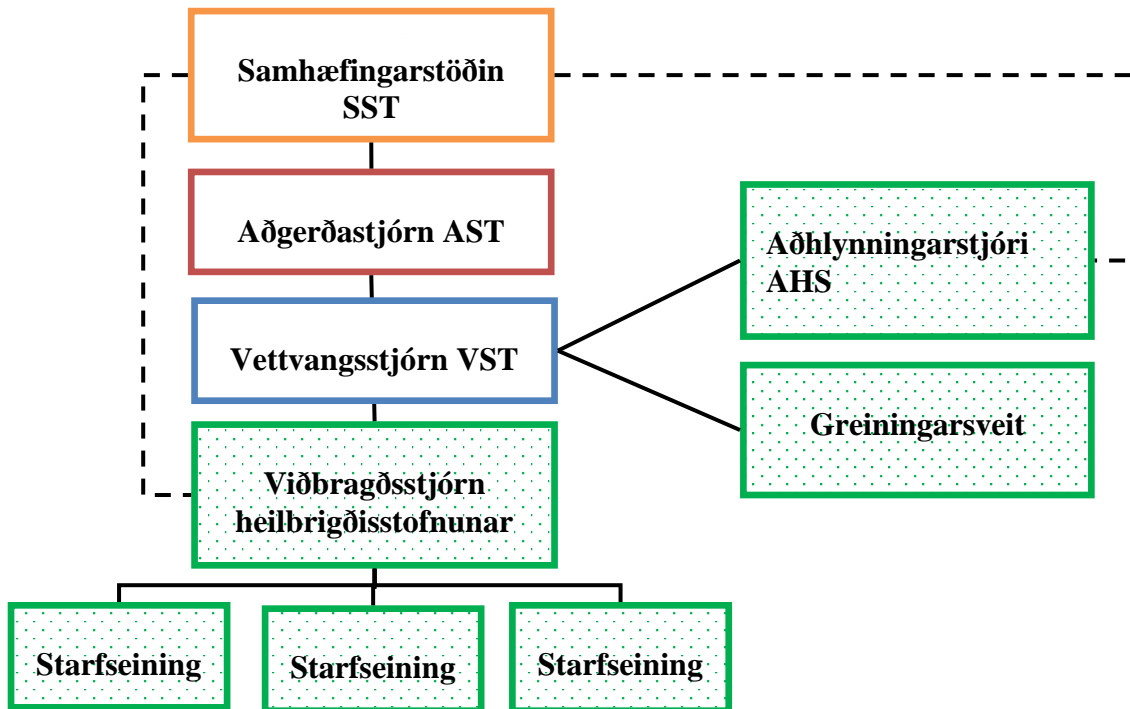 Samhæfingarstöðin
SST
Aðgerðastjórn AST
Aðhlynningarstjóri
AHS
Vettvangsstjórn VST
Greiningarsveit
Viðbragðsstjórn
heilbrigðisstofnunar
Starfseining
Starfseining
Starfseining